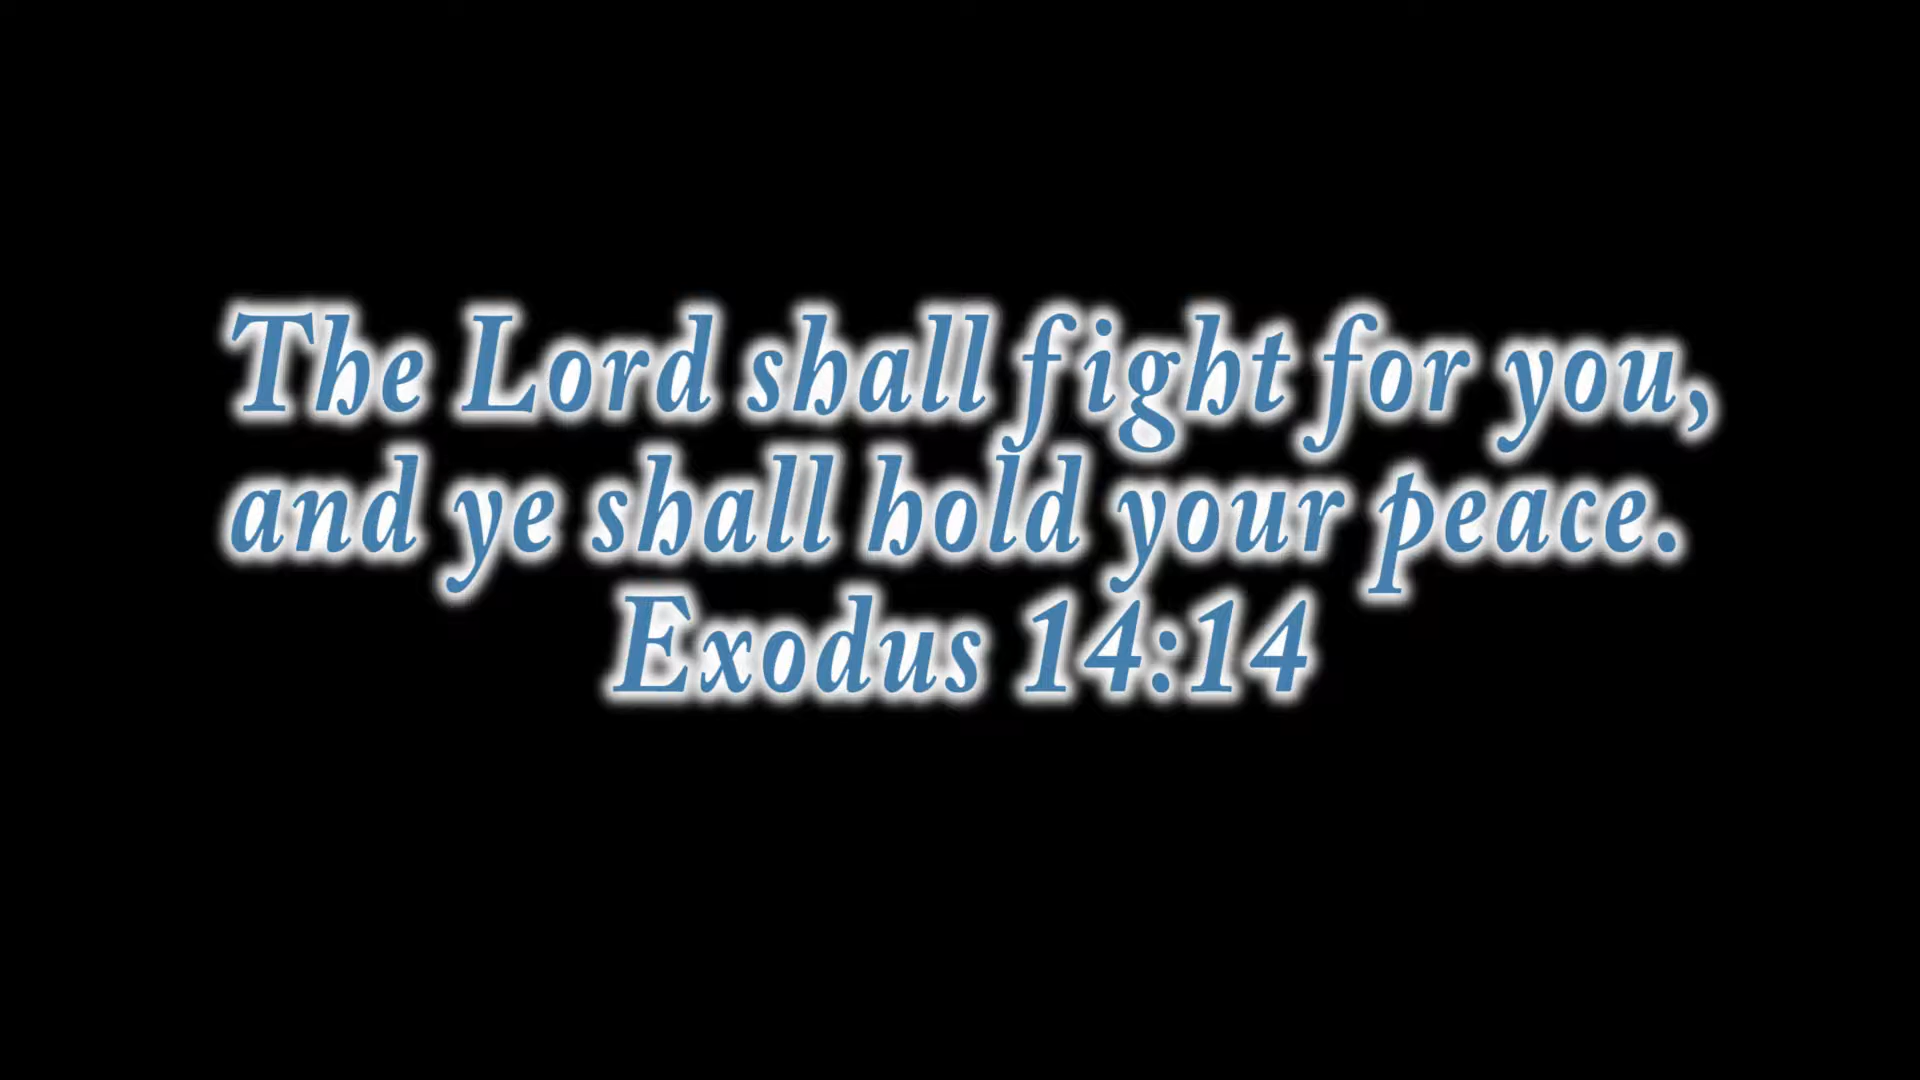 The Lord shall fight for you,
and ye shall hold your peace.
Exodus 14:14